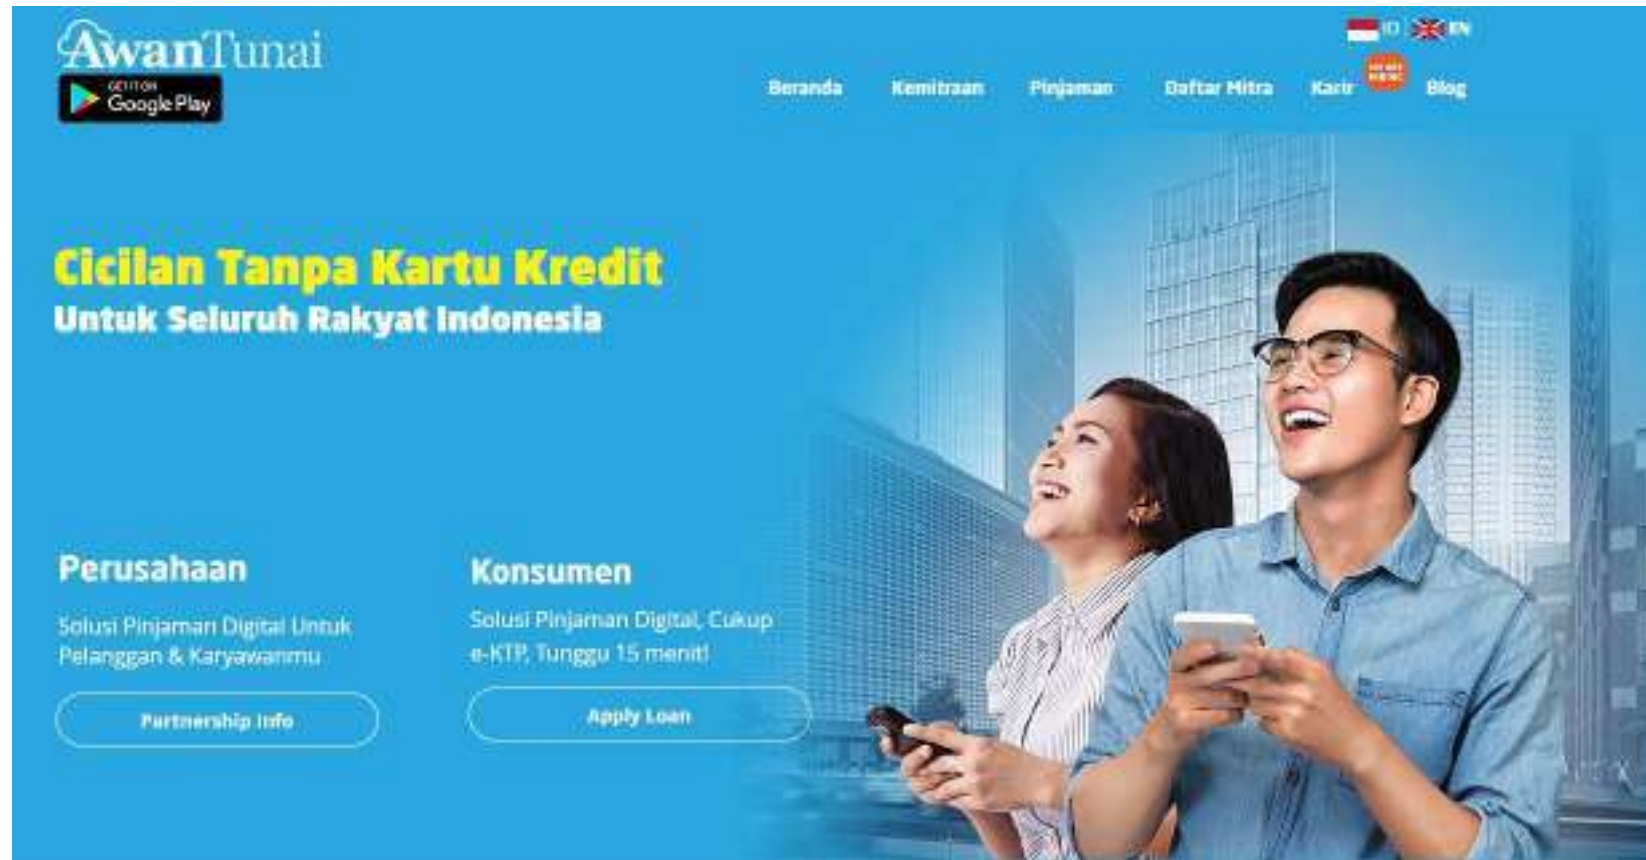 AwanTunai
GET IT ON
Google Play
ID EN
Beranda Kemitraan Pinjaman Daftar Mitra Karir Blog
Cicilan Tanpa Kartu Kredit
Untuk Seluruh Rakyat Indonesia
Perusahaan
Solusi Pinjaman Digital Untuk
Pelanggan & Karyawanmu
Partnership Info
Konsumen
Solusi Pinjaman Digital, Cukup
e-KTP, Tunggu 15 menit!
Apply Loan